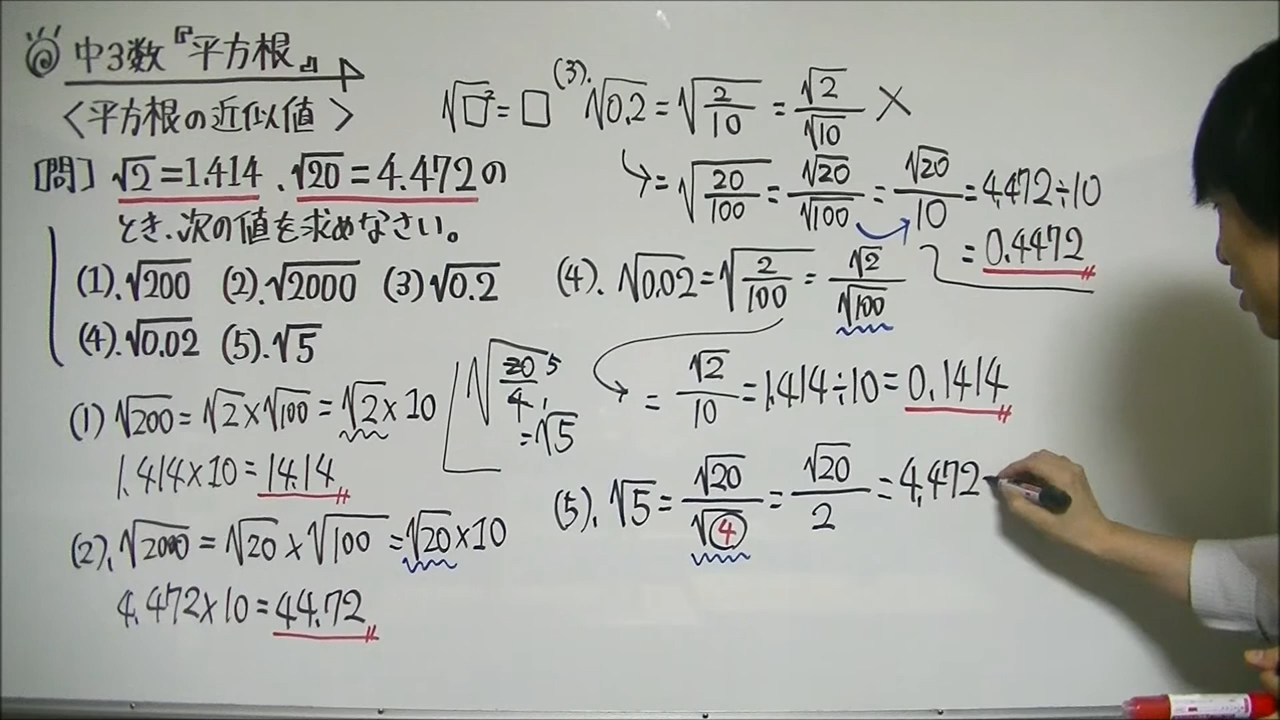 中3数『平方根』
<平方根の近似値>
[問] √2=1.414、√20=4.472の
とき、次の値を求めなさい。
(1).√200 (2).√2000 (3)√0.2
(4).√0.02 (5).√5
(1) √200=√2×√100=√2×10
1.414×10=14.14
(2).√2000=√20×√100=√20×10
4.472×10=44.72
√20/4 5 1
=√5
√□²=□
(3). √0.2=√2/10=√2/√10 ×
=√20/100=√20/√100=√20/10=4.472÷10
=0.4472
(4). √0.02=√2/100=√2/√100
=√2/10=1.414÷10=0.1414
(5). √5=√20/√4=√20/2=4.472